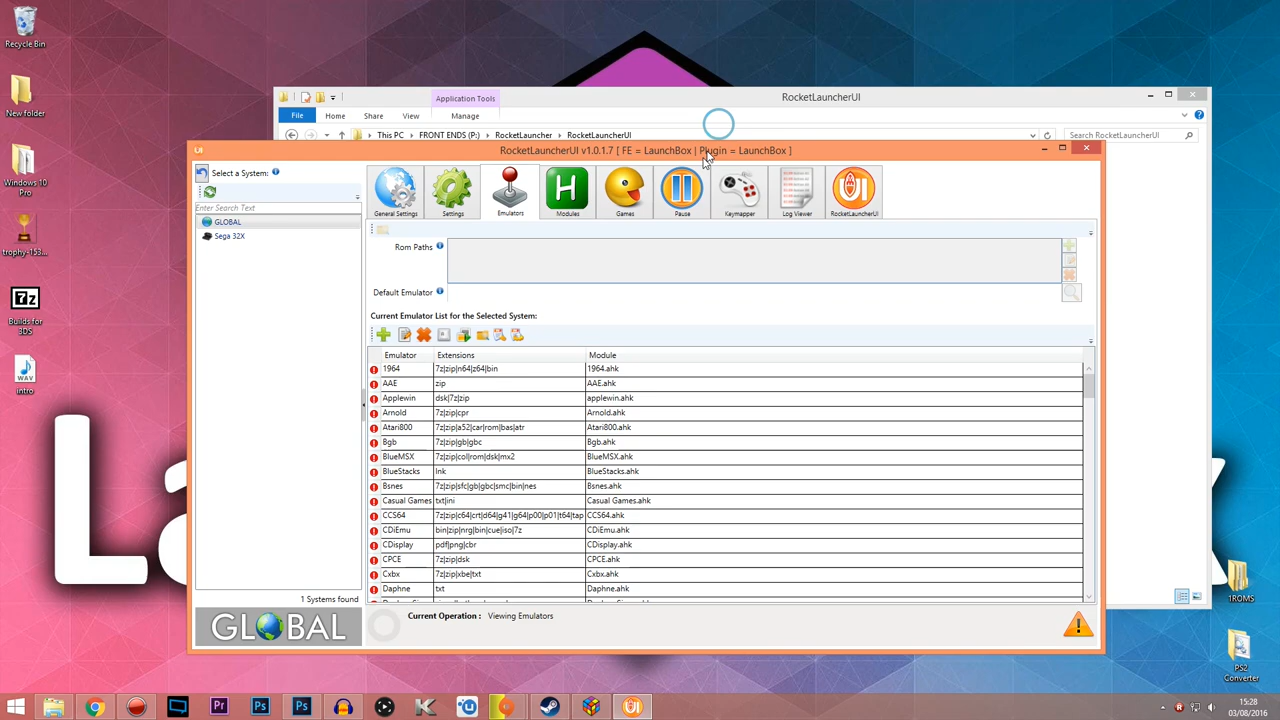 Recycle Bin
New folder
Windows 10 Pro
trophy-153...
7z
Builds for 3DS
intro
Application Tools
RocketLauncherUI
File
Home
Share
View
Manage
This PC
FRONT ENDS (P:)
RocketLauncher
RocketLauncherUI
Search RocketLauncherUI
UI
RocketLauncherUI v1.0.1.7 [ FE = LaunchBox | Plugin = LaunchBox ]
Select a System:
General Settings
Settings
Emulators
Modules
Games
Pause
Keymapper
Log Viewer
RocketLauncherUI
Enter Search Text
GLOBAL
Sega 32X
Rom Paths
Default Emulator
Current Emulator List for the Selected System:
Emulator Extensions Module
1964 7z|zip|n64|z64|bin 1964.ahk
AAE zip AAE.ahk
Applewin dsk|7z|zip applewin.ahk
Arnold 7z|zip|cpr Arnold.ahk
Atari800 7z|zip|a52|car|rom|bas|atr Atari800.ahk
Bgb 7z|zip|gb|gbc Bgb.ahk
BlueMSX 7z|zip|col|rom|dsk|mx2 BlueMSX.ahk
BlueStacks lnk BlueStacks.ahk
Bsnes 7z|zip|sfc|gb|gbc|smc|bin|nes Bsnes.ahk
Casual Games txt|ini Casual Games.ahk
CCS64 7z|zip|c64|crt|d64|g41|g64|p00|p01|t64|tap CCS64.ahk
CDiEmu bin|zip|nrg|bin|cue|iso|7z CDiEmu.ahk
CDisplay pdf|png|cbr CDisplay.ahk
CPCE 7z|zip|dsk CPCE.ahk
Cxbx 7z|zip|xbe|txt Cxbx.ahk
Daphne txt Daphne.ahk
1 Systems found
GLOBAL
Current Operation : Viewing Emulators
1ROMS
PS2 Converter
Pr
Ps
Ps
15:28
03/08/2016